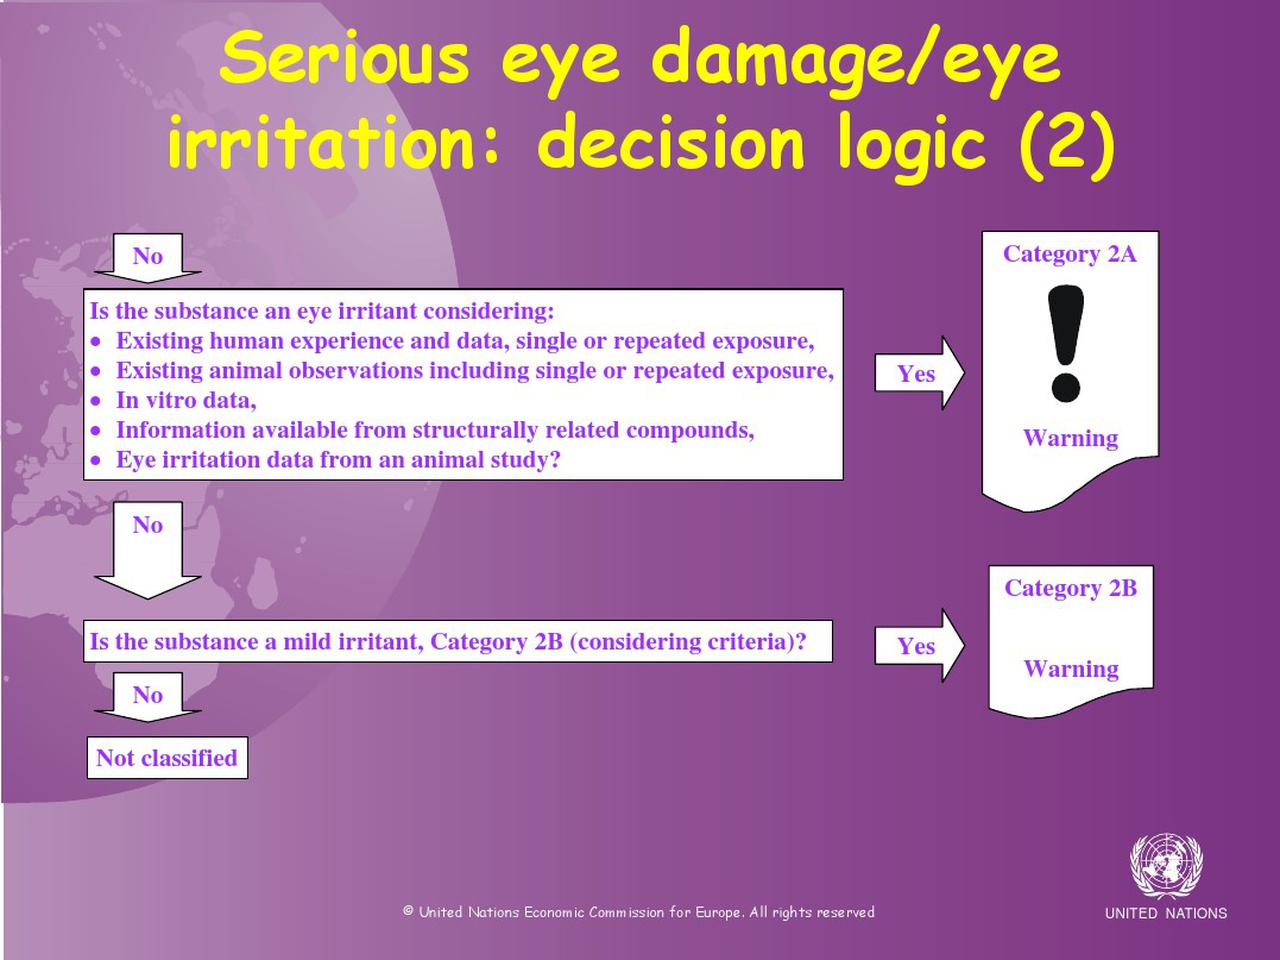 Serious eye damage/eye
irritation: decision logic (2)
No
Is the substance an eye irritant considering:
• Existing human experience and data, single or repeated exposure,
• Existing animal observations including single or repeated exposure,
• In vitro data,
• Information available from structurally related compounds,
• Eye irritation data from an animal study?
Yes
Category 2A
!
Warning
No
Is the substance a mild irritant, Category 2B (considering criteria)?
Yes
Category 2B
Warning
No
Not classified
© United Nations Economic Commission for Europe. All rights reserved
UNITED NATIONS